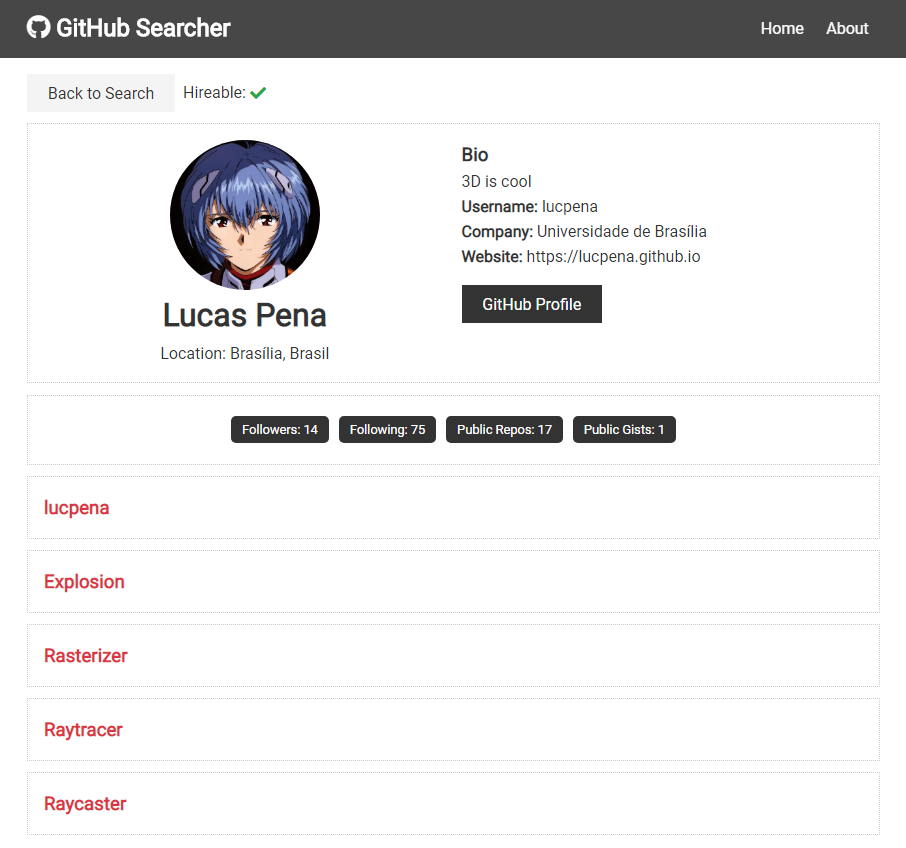 GitHub Searcher
Home About
Back to Search Hireable:
Bio
3D is cool
Username: lucpena
Company: Universidade de Brasília
Website: https://lucpena.github.io
GitHub Profile
Lucas Pena
Location: Brasília, Brasil
Followers: 14 Following: 75 Public Repos: 17 Public Gists: 1
lucpena
Explosion
Rasterizer
Raytracer
Raycaster